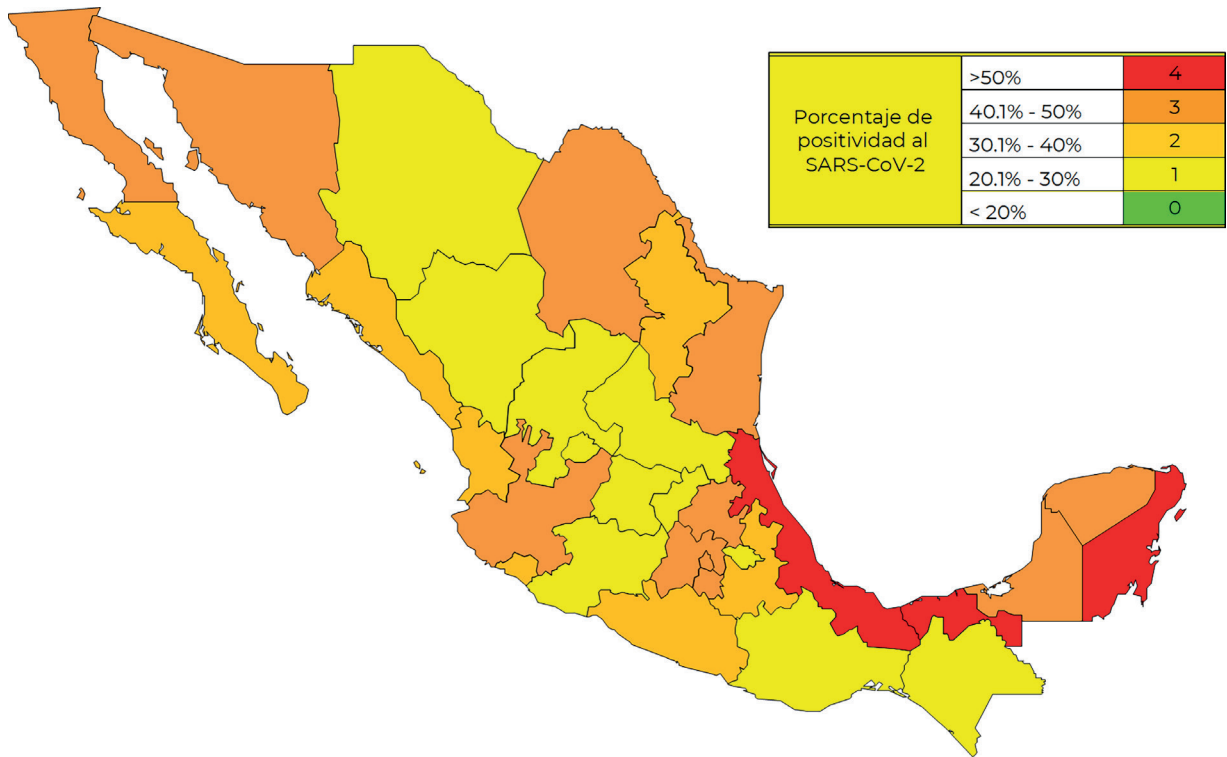 Porcentaje de
positividad al
SARS-CoV-2
>50% 4
40.1% - 50% 3
30.1% - 40% 2
20.1% - 30% 1
< 20% 0